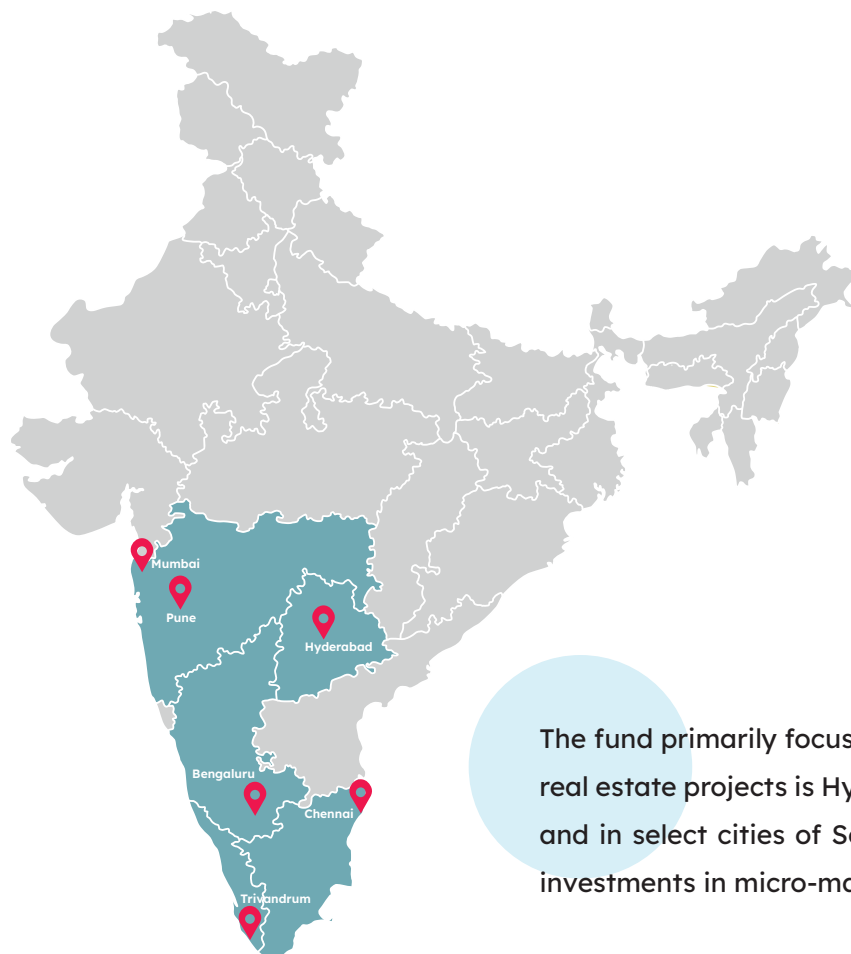 Mumbai
Pune
Hyderabad
Bengaluru
Chennai
Trivandrum
The fund primarily focus
real estate projects is Hy
and in select cities of S
investments in micro-ma